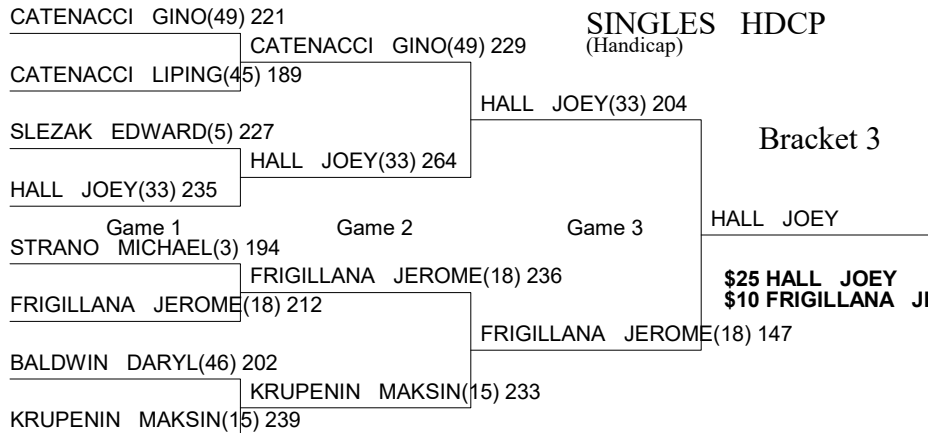 CATENACCI GINO(49) 221
SINGLES HDCP
(Handicap)
CATENACCI GINO(49) 229
CATENACCI LIPING(45) 189
HALL JOEY(33) 204
SLEZAK EDWARD(5) 227
Bracket 3
HALL JOEY(33) 264
HALL JOEY(33) 235
HALL JOEY
Game 1
Game 2
Game 3
STRANO MICHAEL(3) 194
FRIGILLANA JEROME(18) 236
$25 HALL JOEY
$10 FRIGILLANA
FRIGILLANA JEROME(18) 212
FRIGILLANA JEROME(18) 147
BALDWIN DARYL(46) 202
KRUPENIN MAKSIN(15) 233
KRUPENIN MAKSIN(15) 239